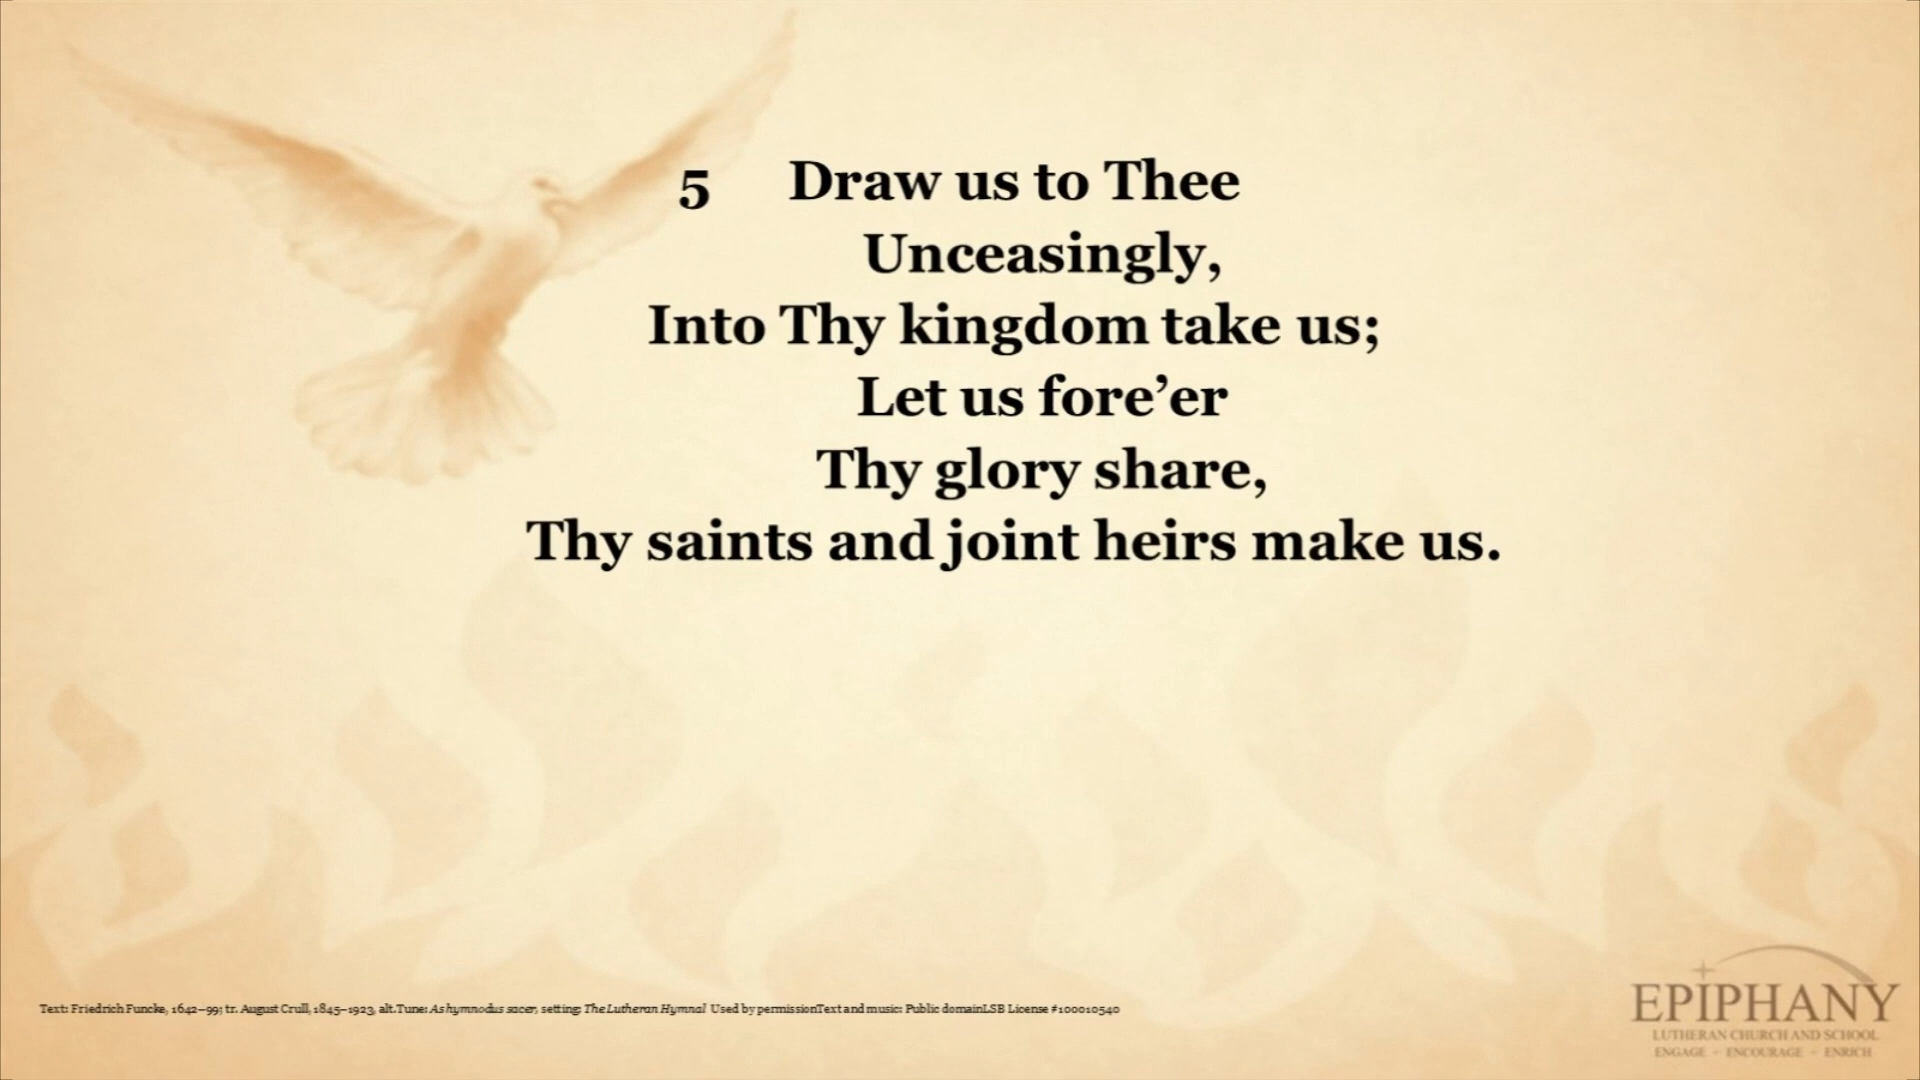 5 Draw us to Thee
Unceasingly,
Into Thy kingdom take us;
Let us fore’er
Thy glory share,
Thy saints and joint heirs make us.
Text: Friedrich Funcke, 1642–99; tr. August Crull, 1845–1923, alt.Tune: As hymnodus sacer, setting: The Lutheran Hymnal Used by permissionText and music: Public domainLSB License #100010540
EPIPHANY
LUTHERAN CHURCH AND SCHOOL
ENGAGE - ENCOURAGE - ENRICH